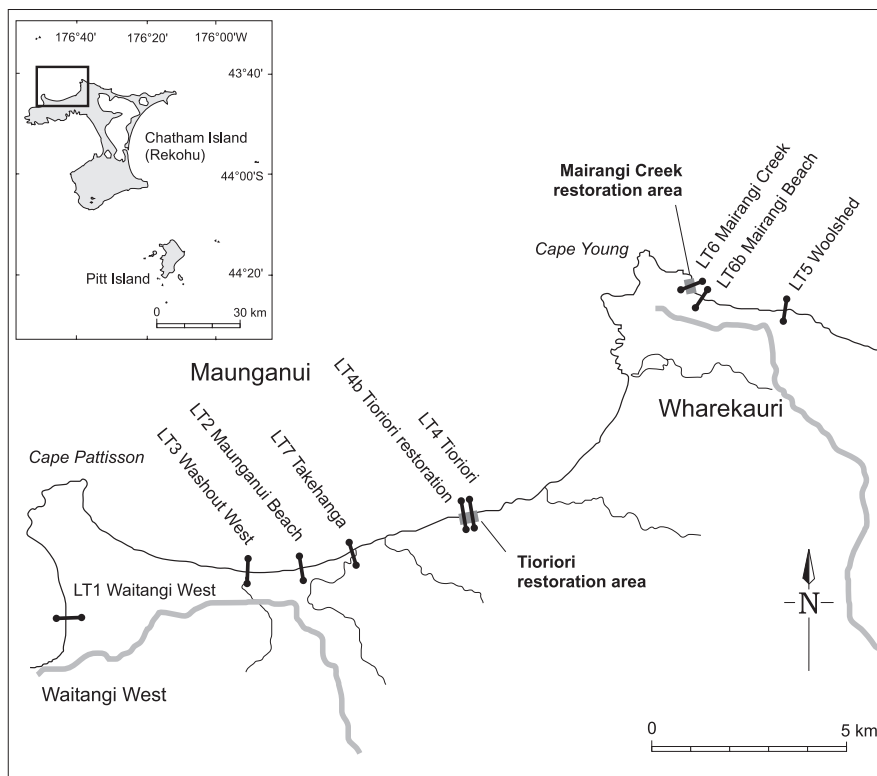 176°40'
176°20'
176°00'W
43°40'
Chatham Island
(Rekohu)
44°00'S
Pitt Island
44°20'
0
30 km
Mairangi Creek
restoration area
LT6 Mairangi Creek
LT6b Mairangi Beach
LT5 Woolshed
Cape Young
Maunganui
Wharekauri
LT4b Tioriori restoration
LT4 Tioriori
LT7 Takehanga
LT2 Maunganui Beach
LT3 Washout West
Cape Pattisson
Tioriori
restoration area
LT1 Waitangi West
N
Waitangi West
0
5 km